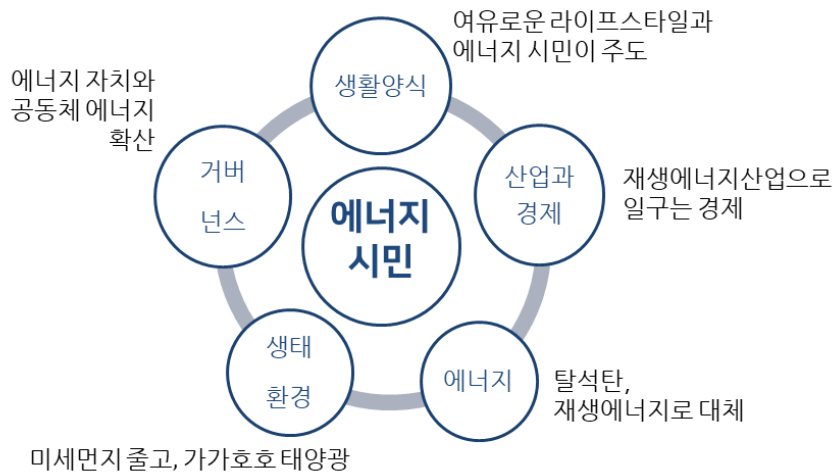 여유로운 라이프스타일과
에너지 시민이 주도
생활양식
에너지 자치와
공동체 에너지
확산
거버
넌스
산업과
경제
재생에너지산업으로
일구는 경제
에너지
시민
생태
환경
에너지
탈석탄,
재생에너지로 대체
미세먼지 줄고, 가가호호 태양광